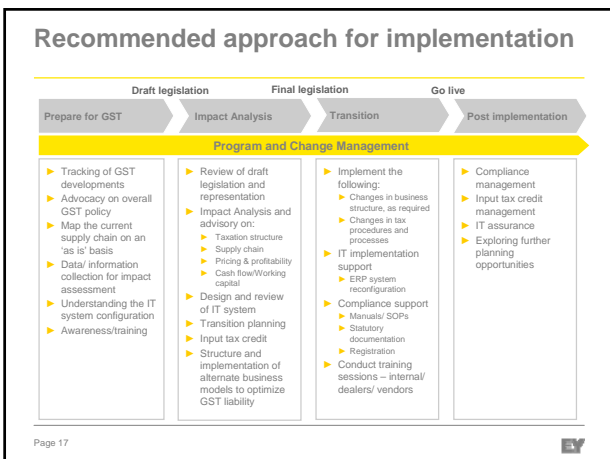 Recommended approach for implementation
Draft legislation
Final legislation
Go live
Prepare for GST
Impact Analysis
Transition
Post implementation
Program and Change Management
► Tracking of GST
developments
► Advocacy on overall
GST policy
► Map the current
supply chain on an
‘as is’ basis
► Data/ information
collection for impact
assessment
► Understanding the IT
system configuration
► Awareness/training
► Review of draft
legislation and
representation
► Impact Analysis and
advisory on:
► Taxation structure
► Supply chain
► Pricing & profitability
► Cash flow/Working
capital
► Design and review
of IT system
► Transition planning
► Input tax credit
► Structure and
implementation of
alternate business
models to optimize
GST liability
► Implement the
following:
► Changes in business
structure, as required
► Changes in tax
procedures and
processes
► IT implementation
support
► ERP system
reconfiguration
► Compliance support
► Manuals/ SOPs
► Statutory
documentation
► Registration
► Conduct training
sessions – internal/
dealers/ vendors
► Compliance
management
► Input tax credit
management
► IT assurance
► Exploring further
planning
opportunities
Page 17
EY